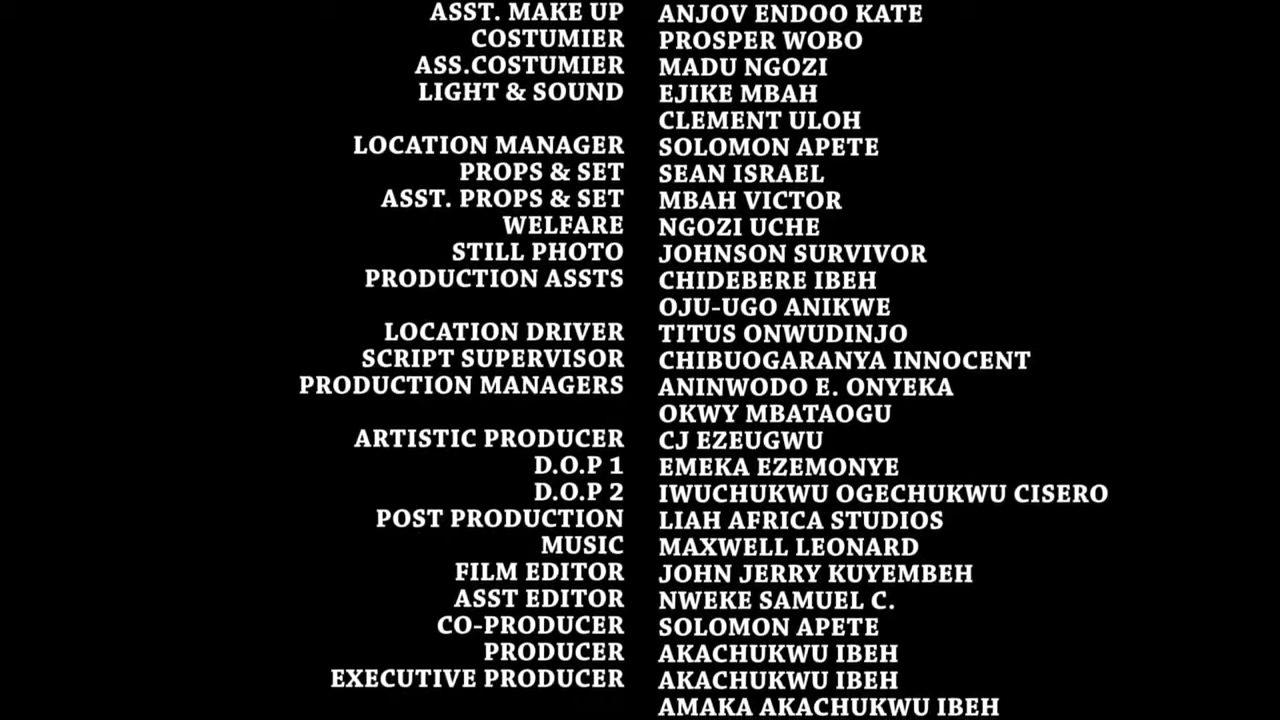 ASST. MAKE UP ANJOV ENDOO KATE
COSTUMIER PROSPER WOBO
ASS.COSTUMIER MADU NGOZI
LIGHT & SOUND EJIKE MBAH
CLEMENT ULOH
LOCATION MANAGER SOLOMON APETE
PROPS & SET SEAN ISRAEL
ASST. PROPS & SET MBAH VICTOR
WELFARE NGOZI UCHE
STILL PHOTO JOHNSON SURVIVOR
PRODUCTION ASSTS CHIDEBERE IBEH
OJU-UGO ANIKWE
LOCATION DRIVER TITUS ONWUDINJO
SCRIPT SUPERVISOR CHIBUOGARANYA INNOCENT
PRODUCTION MANAGERS ANINWODO E. ONYEKA
OKWY MBATAOGU
ARTISTIC PRODUCER CJ EZEUGWU
D.O.P 1 EMEKA EZEMONYE
D.O.P 2 IWUCHUKWU OGECHUKWU CISERO
POST PRODUCTION LIAH AFRICA STUDIOS
MUSIC MAXWELL LEONARD
FILM EDITOR JOHN JERRY KUYEMBEH
ASST EDITOR NWEKE SAMUEL C.
CO-PRODUCER SOLOMON APETE
PRODUCER AKACHUKWU IBEH
EXECUTIVE PRODUCER AKACHUKWU IBEH
AMAKA AKACHUKWU IBEH